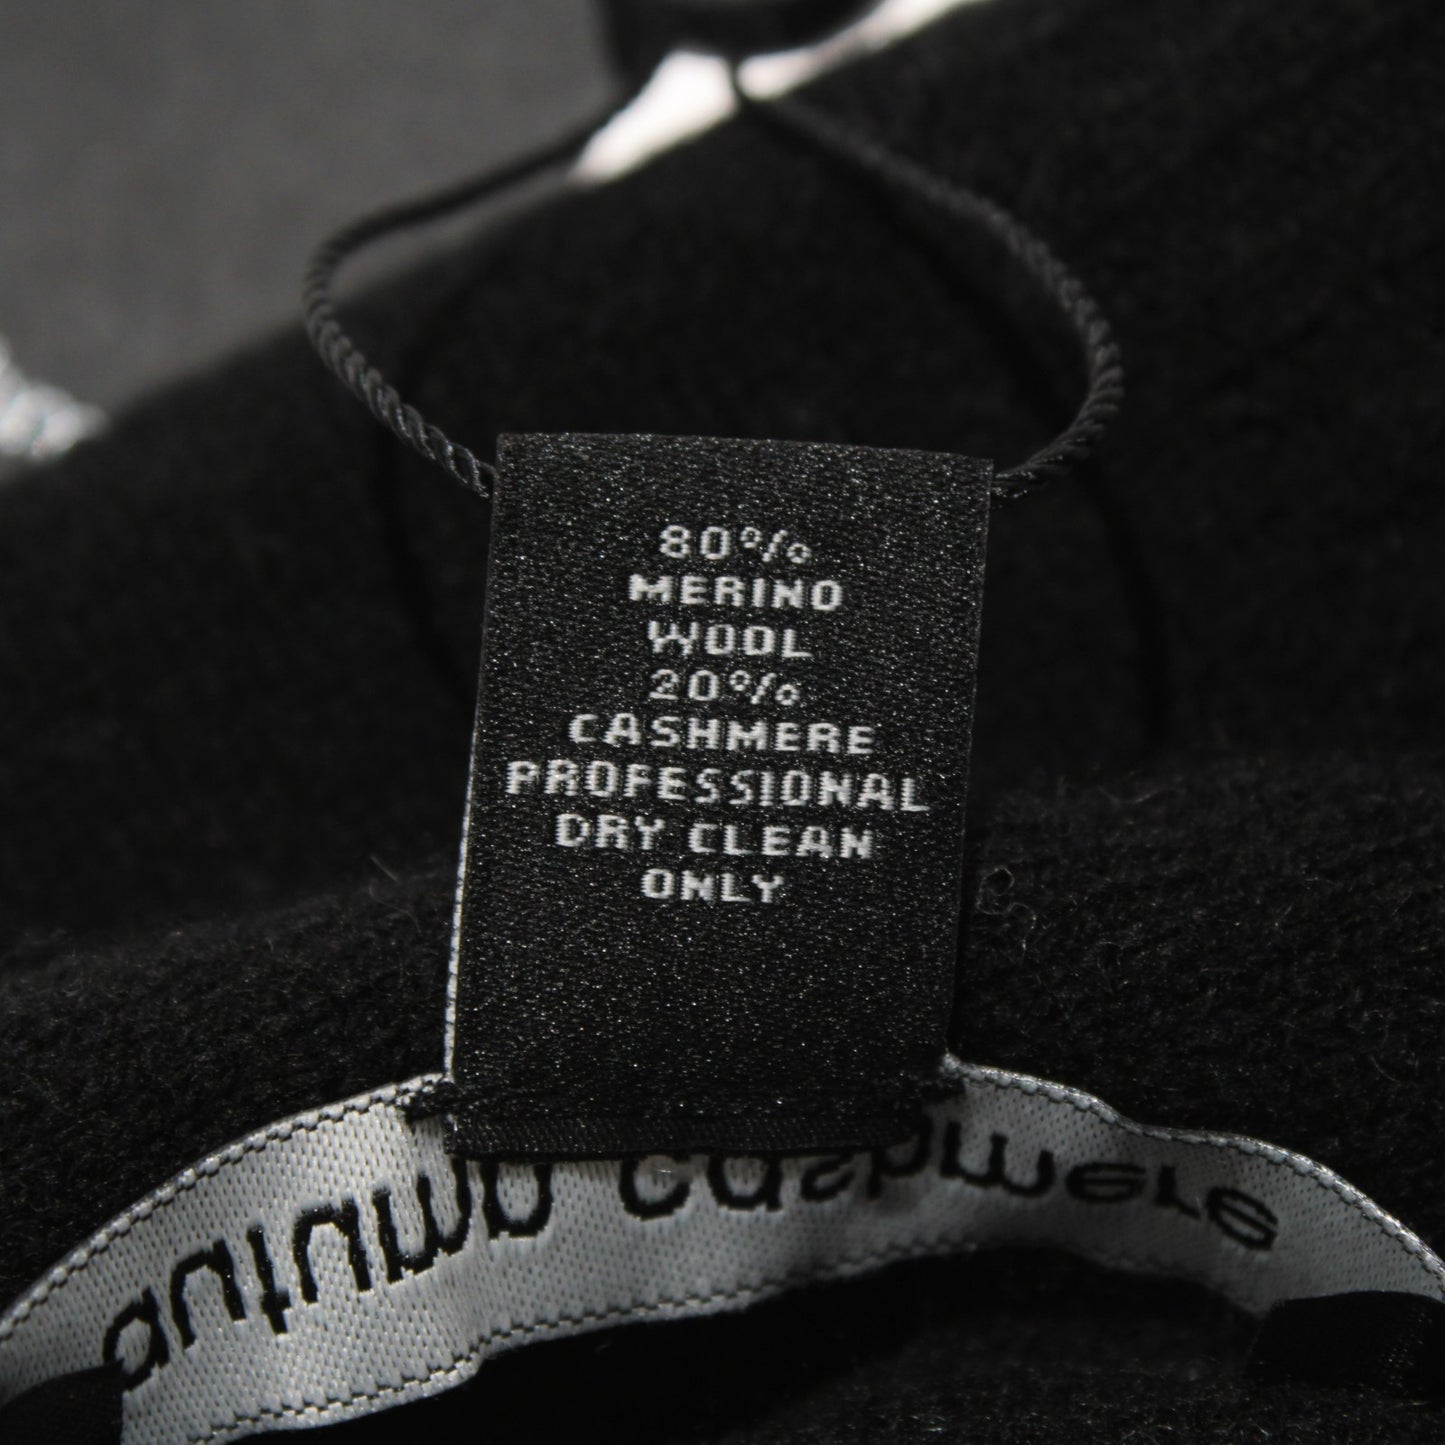 80%
MERINO
WOOL
20%
CASHMERE
PROFESSIONAL
DRY CLEAN
ONLY
autumn cashmere